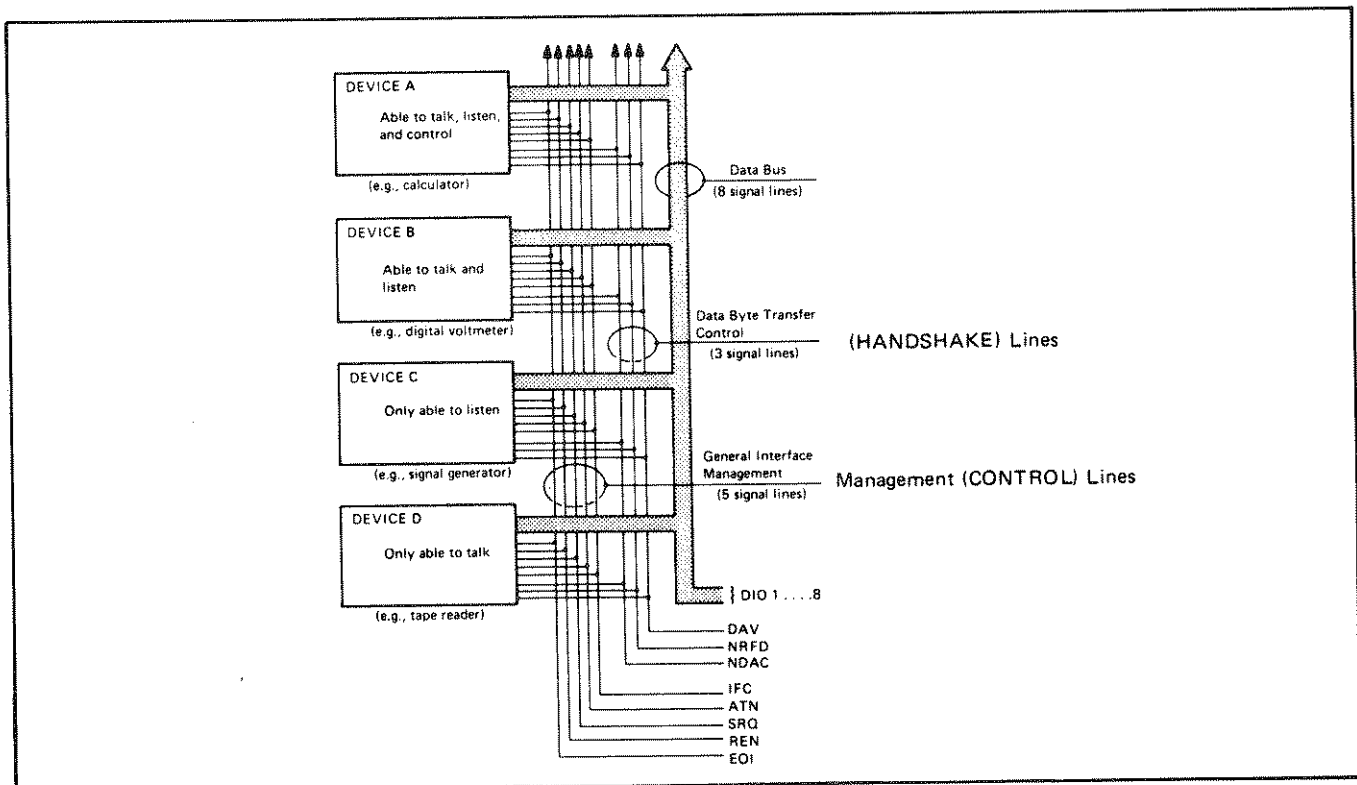 DEVICE A
Able to talk, listen,
and control
(e.g., calculator)
Data Bus
(8 signal lines)
DEVICE B
Able to talk and
listen
(e.g., digital voltmeter)
Data Byte Transfer
Control
(3 signal lines)
(HANDSHAKE) Lines
DEVICE C
Only able to listen
(e.g., signal generator)
General Interface
Management
(5 signal lines)
Management (CONTROL) Lines
DEVICE D
Only able to talk
(e.g., tape reader)
} DIO 1 . . . . 8
DAV
NRFD
NDAC
IFC
ATN
SRQ
REN
EOI